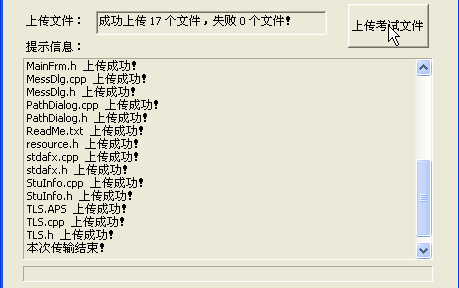 上传文件： 成功上传 17 个文件，失败 0 个文件！ 上传考试文件
提示信息：
MainFrm.h 上传成功！
MessDlg.cpp 上传成功！
MessDlg.h 上传成功！
PathDialog.cpp 上传成功！
PathDialog.h 上传成功！
ReadMe.txt 上传成功！
resource.h 上传成功！
stdafx.cpp 上传成功！
stdafx.h 上传成功！
StuInfo.cpp 上传成功！
StuInfo.h 上传成功！
TLS.APS 上传成功！
TLS.cpp 上传成功！
TLS.h 上传成功！
本次传输结束！